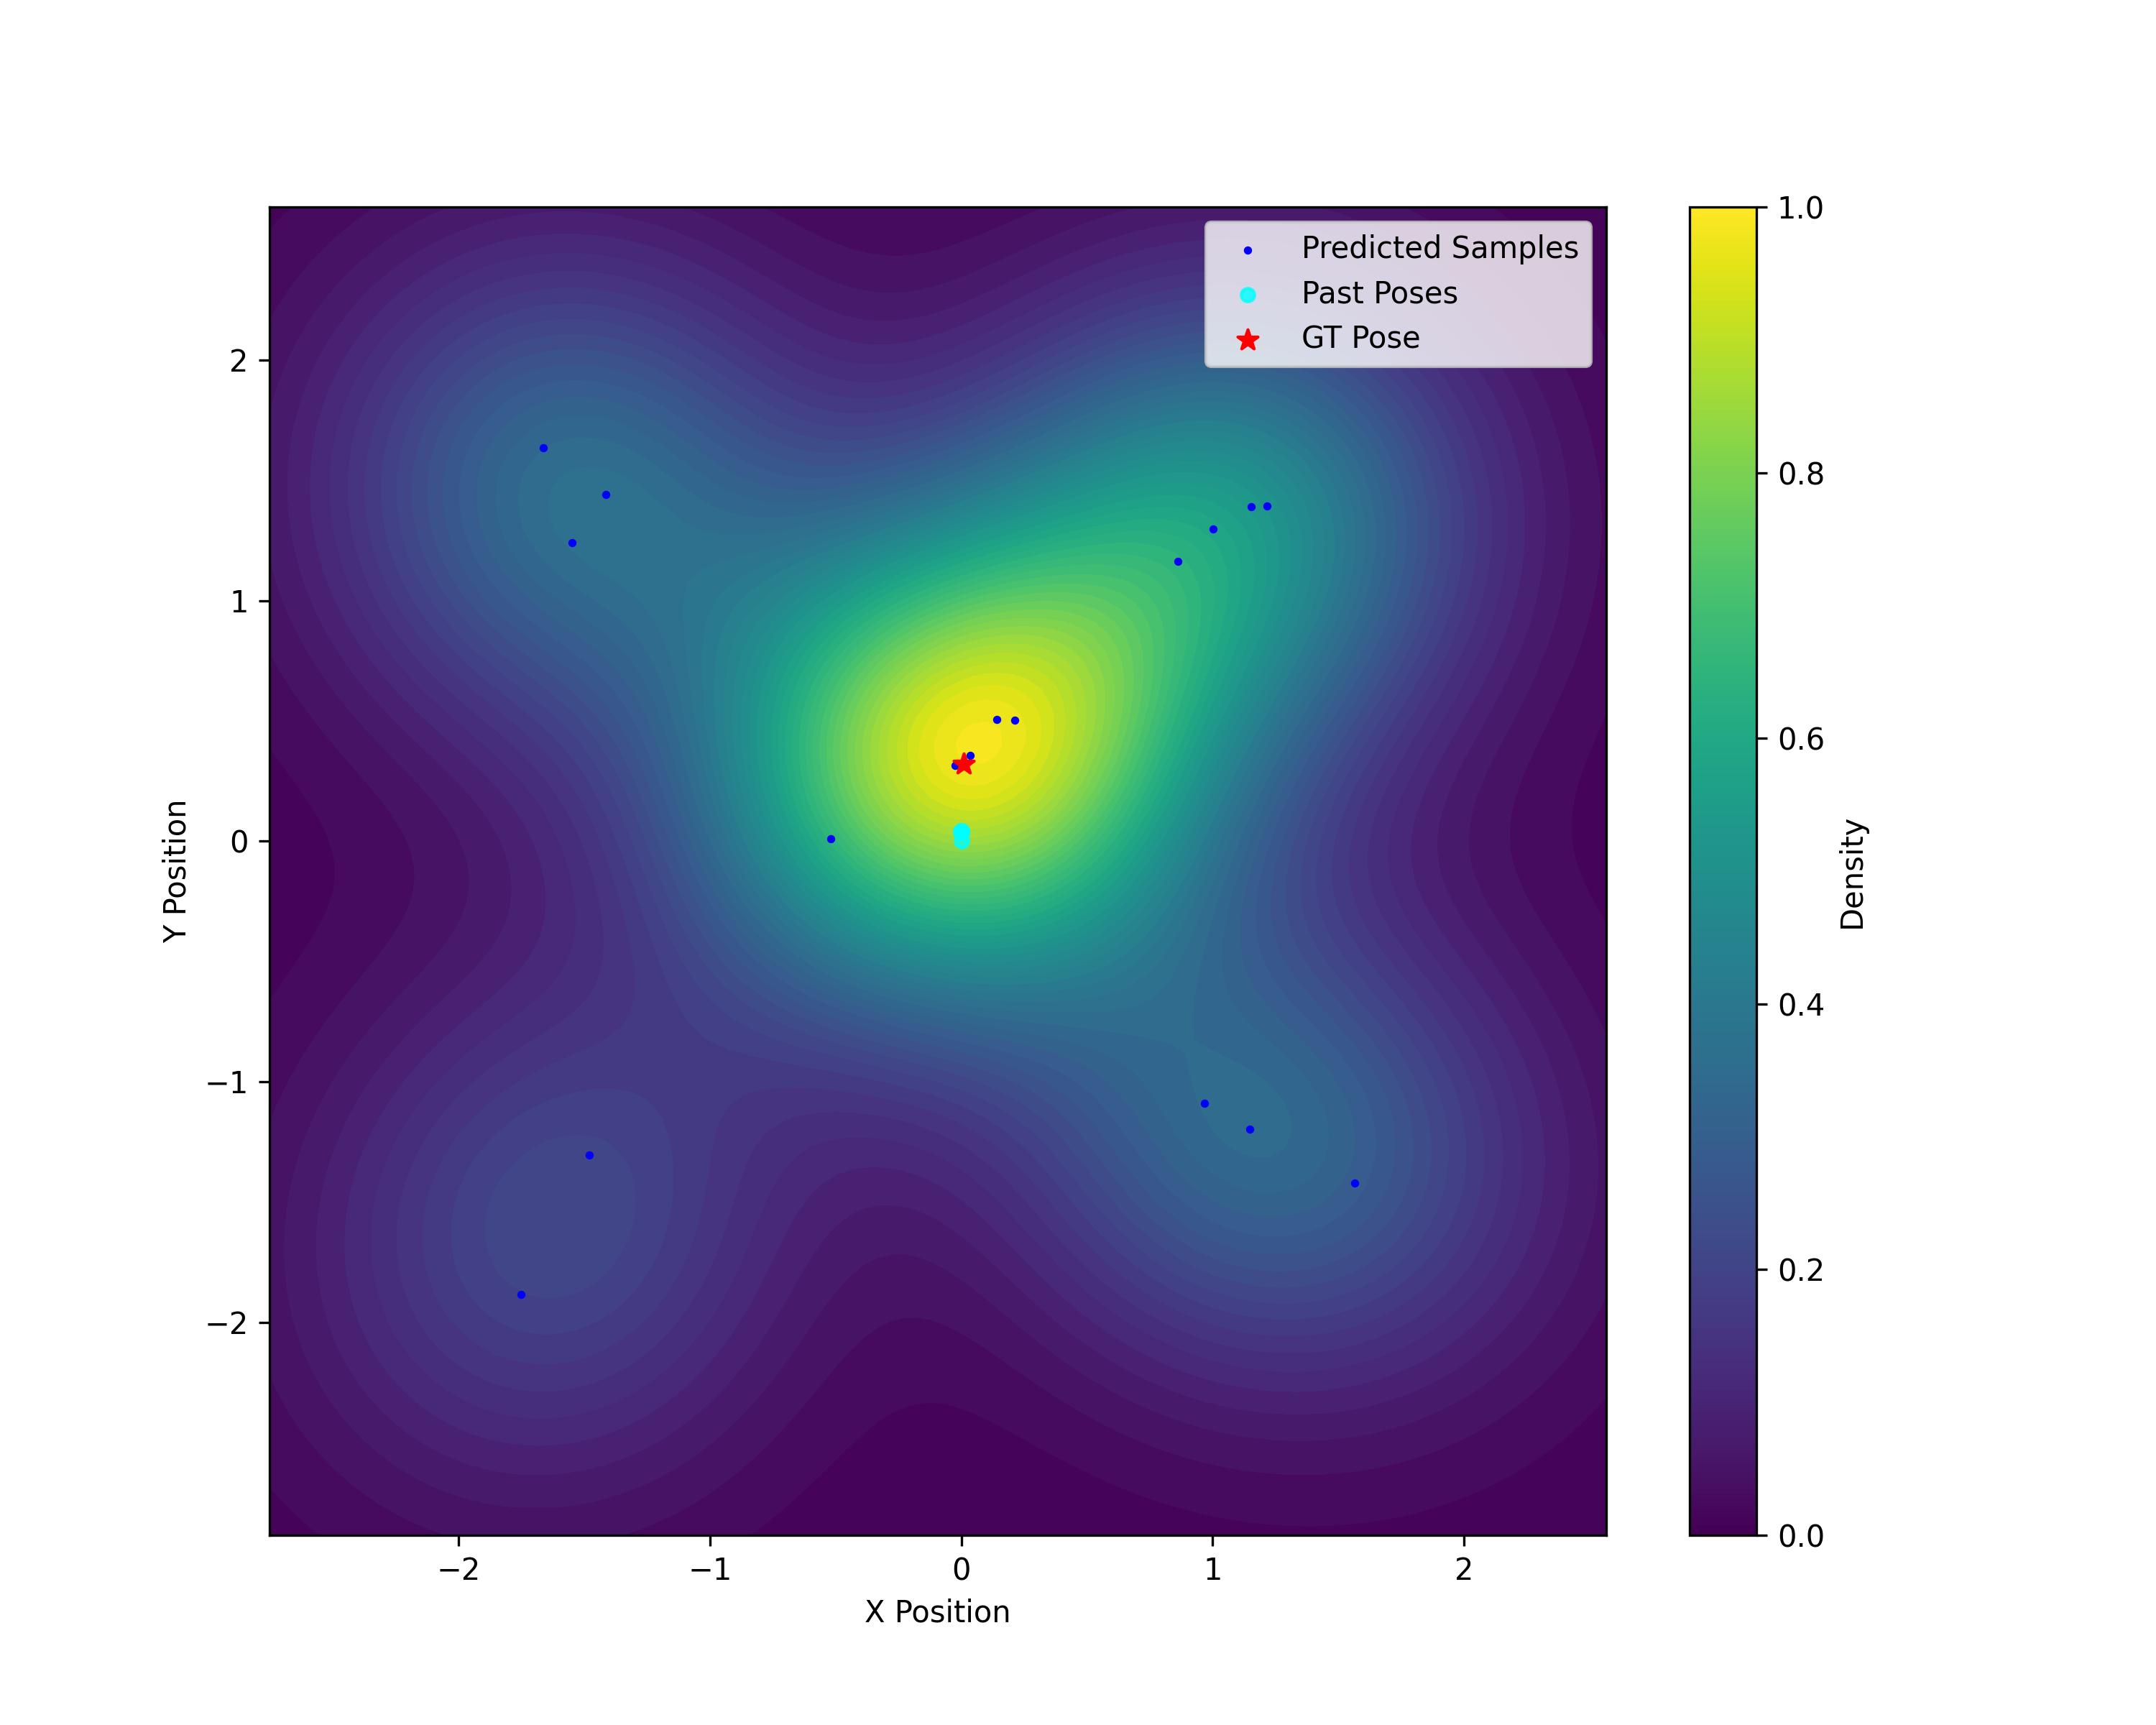 Predicted Samples
Past Poses
GT Pose
2
1
0
−1
−2
Y Position
−2
−1
0
1
2
X Position
1.0
0.8
0.6
0.4
0.2
0.0
Density